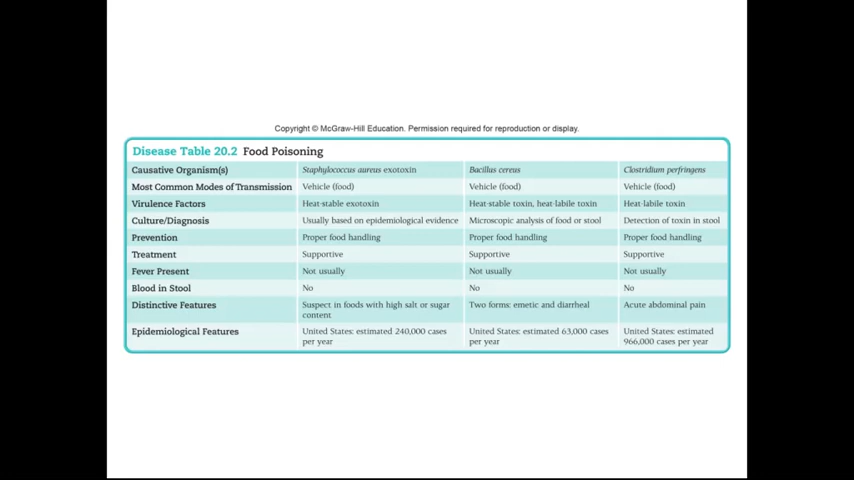 Copyright © McGraw-Hill Education. Permission required for reproduction or display.
Disease Table 20.2 Food Poisoning
Causative Organism(s) Staphylococcus aureus exotoxin Bacillus cereus Clostridium perfringens
Most Common Modes of Transmission Vehicle (food) Vehicle (food) Vehicle (food)
Virulence Factors Heat-stable exotoxin Heat-stable toxin, heat-labile toxin Heat-labile toxin
Culture/Diagnosis Usually based on epidemiological evidence Microscopic analysis of food or stool Detection of toxin in stool
Prevention Proper food handling Proper food handling Proper food handling
Treatment Supportive Supportive Supportive
Fever Present Not usually Not usually Not usually
Blood in Stool No No No
Distinctive Features Suspect in foods with high salt or sugar Two forms: emetic and diarrheal Acute abdominal pain
content
Epidemiological Features United States: estimated 240,000 cases United States: estimated 63,000 cases United States: estimated
per year per year 966,000 cases per year